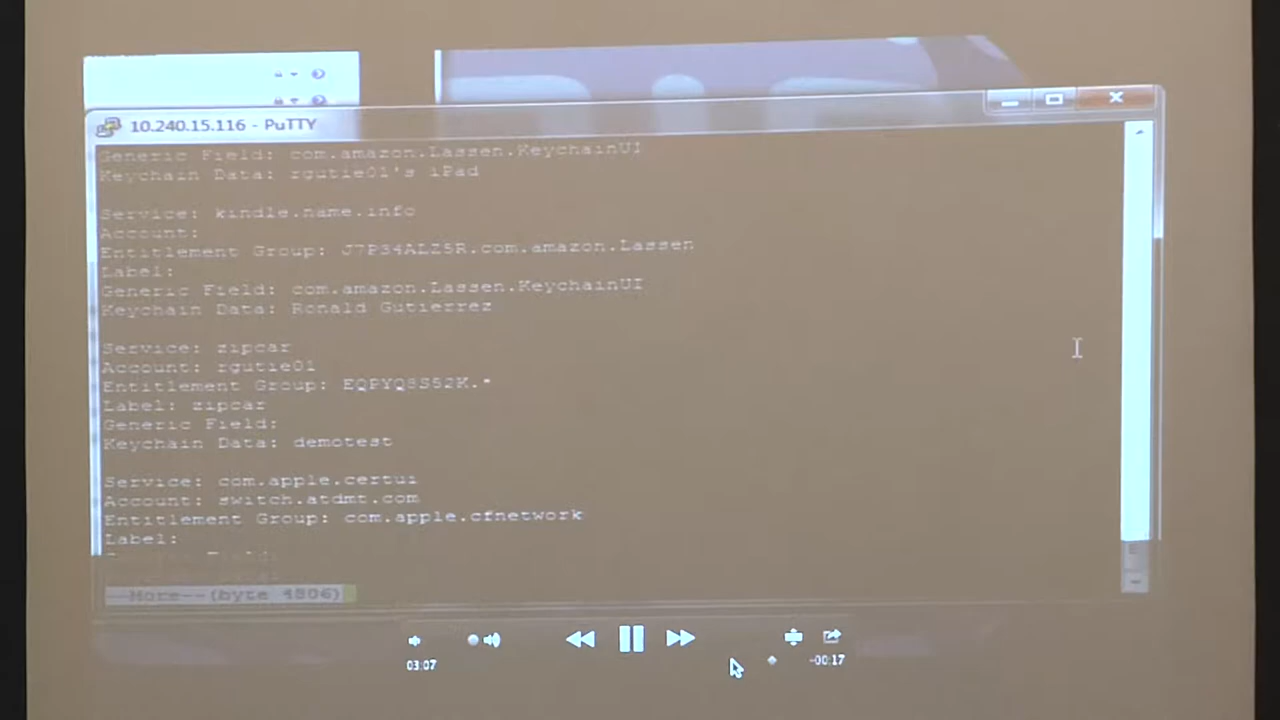 10.240.15.116 - PuTTY
Generic Field: com.amazon.Lassen.KeychainUI
Keychain Data: rgutie01's iPad
Service: kindle.name.info
Account:
Entitlement Group: J7P34ALZ5R.com.amazon.Lassen
Label:
Generic Field: com.amazon.Lassen.KeychainUI
Keychain Data: Ronald Gutierrez
Service: zipcar
Account: rgutie01
Entitlement Group: EQPYQ8S52K.*
Label: zipcar
Generic Field:
Keychain Data: demotest
Service: com.apple.certui
Account: switch.atdmt.com
Entitlement Group: com.apple.cfnetwork
Label:
--More--(byte 4806)
03:07
-00:17